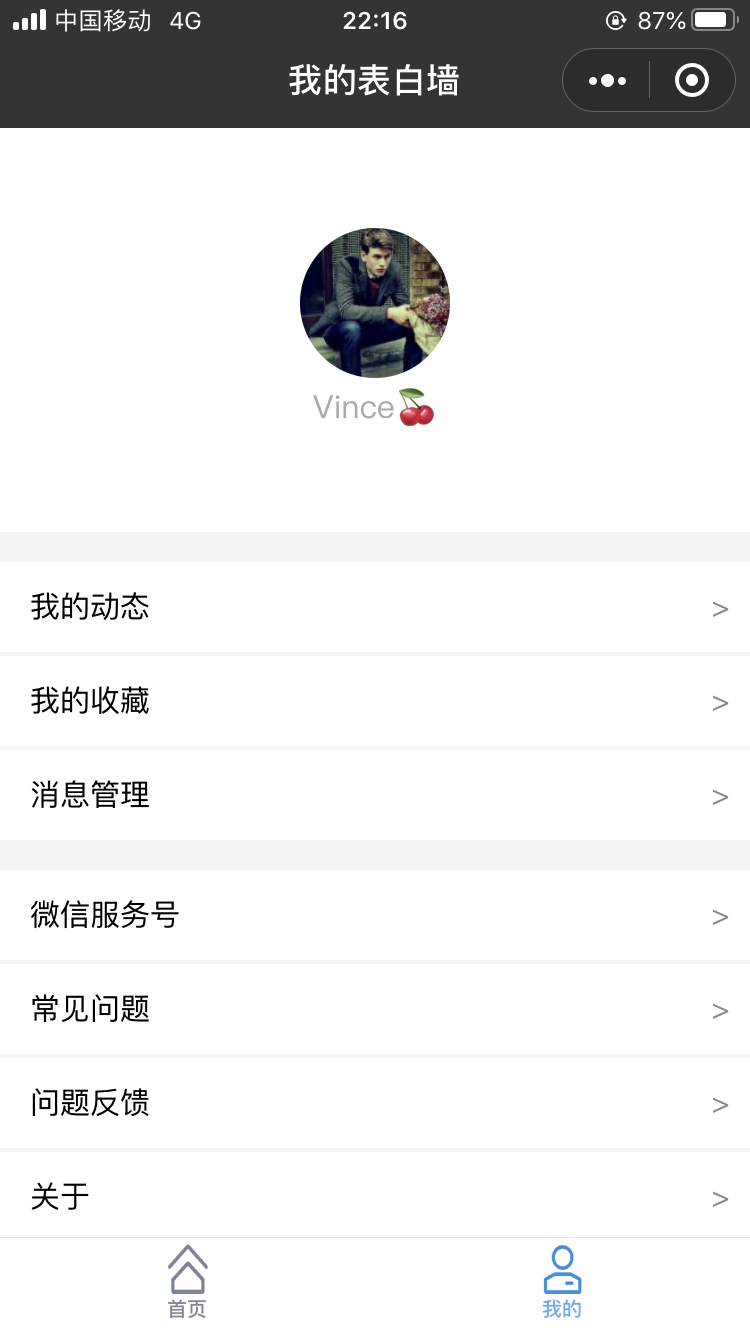 中国移动 4G 22:16 87%
我的表白墙
Vince🍒
我的动态 >
我的收藏 >
消息管理 >
微信服务号 >
常见问题 >
问题反馈 >
关于 >
首页 我的